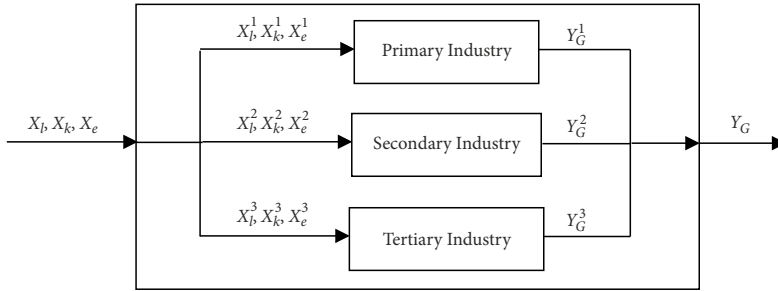 X_l^1, X_k^1, X_e^1
Primary Industry
Y_G^1
X_l, X_k, X_e
X_l^2, X_k^2, X_e^2
Secondary Industry
Y_G^2
Y_G
X_l^3, X_k^3, X_e^3
Tertiary Industry
Y_G^3